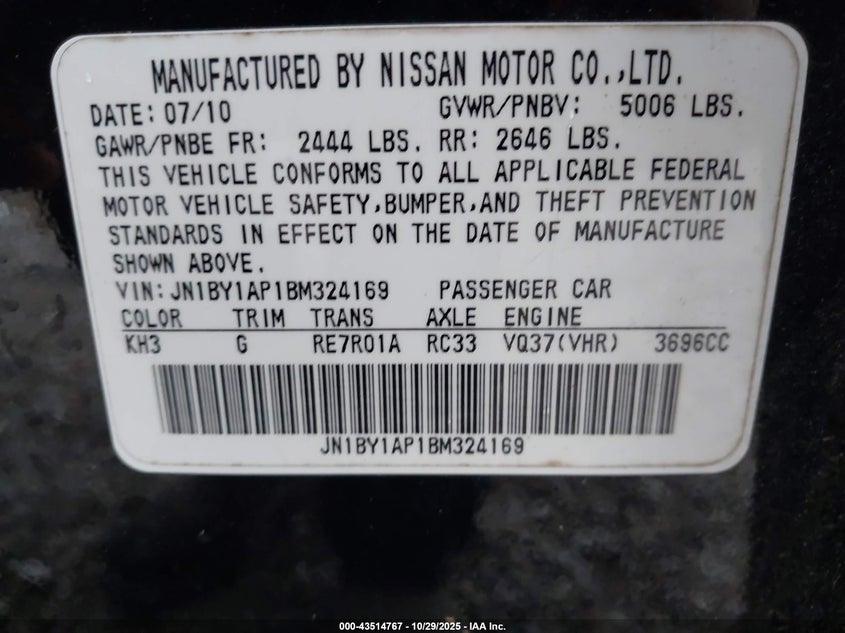 MANUFACTURED BY NISSAN MOTOR CO.,LTD.
DATE: 07/10 GVWR/PNBV: 5006 LBS.
GAWR/PNBE FR: 2444 LBS. RR: 2646 LBS.
THIS VEHICLE CONFORMS TO ALL APPLICABLE FEDERAL
MOTOR VEHICLE SAFETY,BUMPER,AND THEFT PREVENTION
STANDARDS IN EFFECT ON THE DATE OF MANUFACTURE
SHOWN ABOVE.
VIN: JN1BY1AP1BM324169 PASSENGER CAR
COLOR TRIM TRANS AXLE ENGINE
KH3 G RE7R01A RC33 VQ37(VHR) 3696CC
JN1BY1AP1BM324169
000-43514767 - 10/29/2025 - IAA Inc.